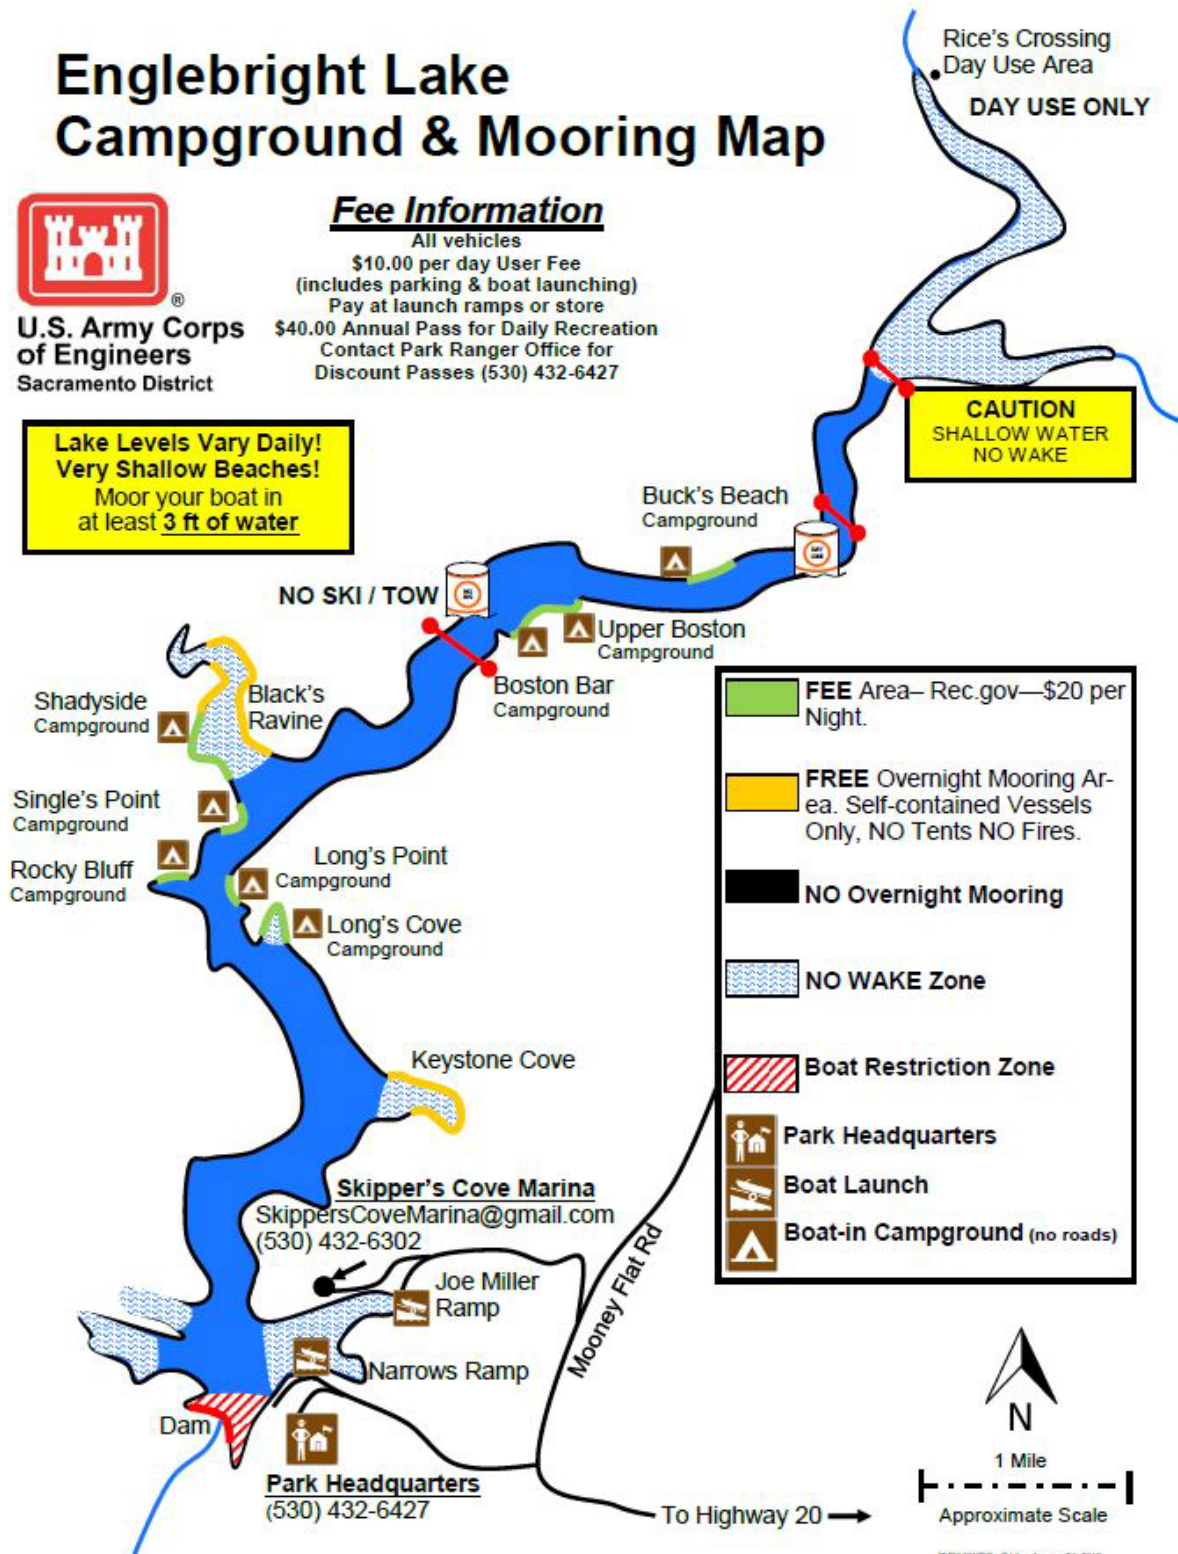 Englebright Lake
Campground & Mooring Map
Rice's Crossing
Day Use Area
DAY USE ONLY
Fee Information
All vehicles
$10.00 per day User Fee
(includes parking & boat launching)
Pay at launch ramps or store
$40.00 Annual Pass for Daily Recreation
Contact Park Ranger Office for
Discount Passes (530) 432-6427
®
U.S. Army Corps
of Engineers
Sacramento District
CAUTION
SHALLOW WATER
NO WAKE
Lake Levels Vary Daily!
Very Shallow Beaches!
Moor your boat in
at least 3 ft of water
Buck's Beach
Campground
NO SKI / TOW
Upper Boston
Campground
Boston Bar
Campground
Black's
Ravine
Shadyside
Campground
Single's Point
Campground
Rocky Bluff
Campground
Long's Point
Campground
Long's Cove
Campground
Keystone Cove
FEE Area– Rec.gov—$20 per
Night.
FREE Overnight Mooring Ar-
ea. Self-contained Vessels
Only, NO Tents NO Fires.
NO Overnight Mooring
NO WAKE Zone
Boat Restriction Zone
Park Headquarters
Boat Launch
Boat-in Campground (no roads)
Skipper's Cove Marina
SkippersCoveMarina@gmail.com
(530) 432-6302
Joe Miller
Ramp
Mooney Flat Rd
Narrows Ramp
Dam
Park Headquarters
(530) 432-6427
To Highway 20
N
1 Mile
Approximate Scale